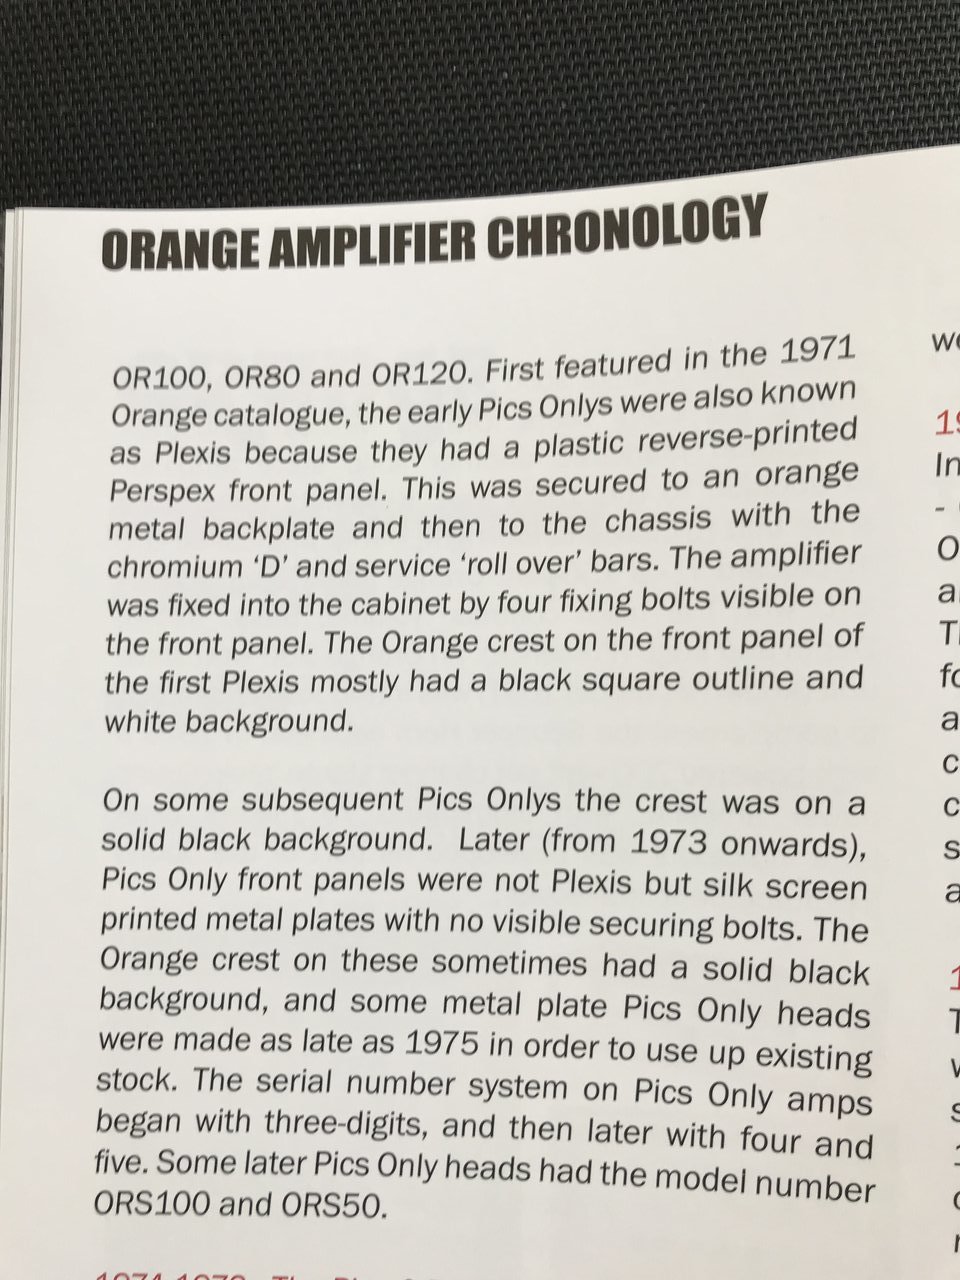 ORANGE AMPLIFIER CHRONOLOGY
OR100, OR80 and OR120. First featured in the 1971
Orange catalogue, the early Pics Onlys were also known
as Plexis because they had a plastic reverse-printed
Perspex front panel. This was secured to an orange
metal backplate and then to the chassis with the
chromium ‘D’ and service ‘roll over’ bars. The amplifier
was fixed into the cabinet by four fixing bolts visible on
the front panel. The Orange crest on the front panel of
the first Plexis mostly had a black square outline and
white background.
On some subsequent Pics Onlys the crest was on a
solid black background.  Later (from 1973 onwards),
Pics Only front panels were not Plexis but silk screen
printed metal plates with no visible securing bolts. The
Orange crest on these sometimes had a solid black
background, and some metal plate Pics Only heads
were made as late as 1975 in order to use up existing
stock. The serial number system on Pics Only amps
began with three-digits, and then later with four and
five. Some later Pics Only heads had the model number
ORS100 and ORS50.